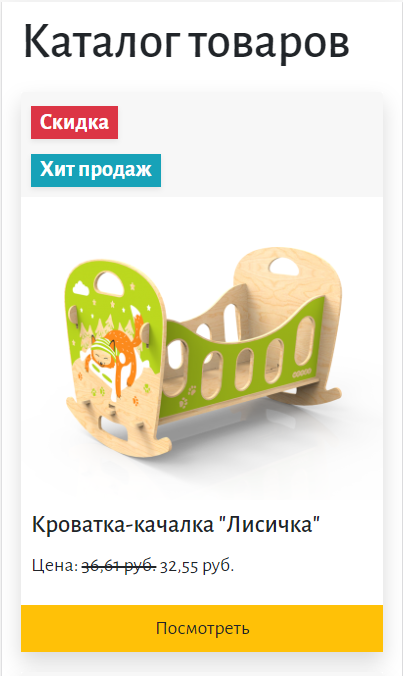 Каталог товаров
Скидка
Хит продаж
Кроватка-качалка "Лисичка"
Цена: 36,61 руб. 32,55 руб.
Посмотреть